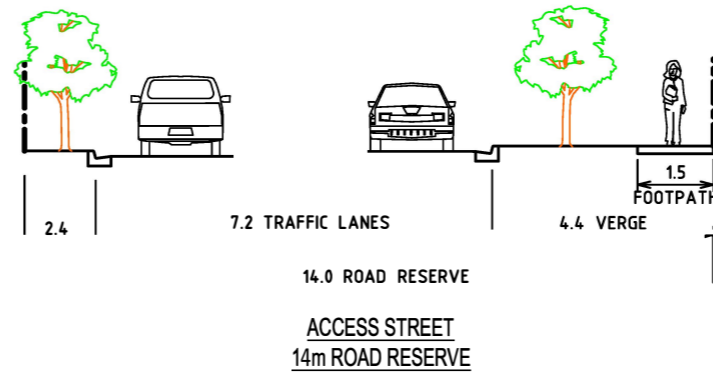 1.5
FOOTPATH
2.4
7.2 TRAFFIC LANES
4.4 VERGE
14.0 ROAD RESERVE
ACCESS STREET
14m ROAD RESERVE